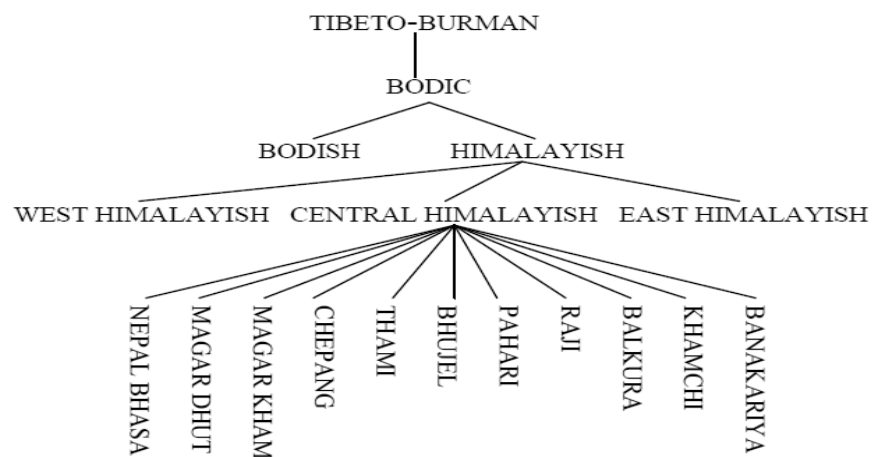 TIBETO-BURMAN
BODIC
BODISH HIMALAYISH
WEST HIMALAYISH CENTRAL HIMALAYISH EAST HIMALAYISH
NEPAL BHASA
MAGAR DHUT
MAGAR KHAM
CHEPANG
THAMI
BHUJEL
PAHARI
RAJI
BALKURA
KHAMCHI
BANAKARIYA